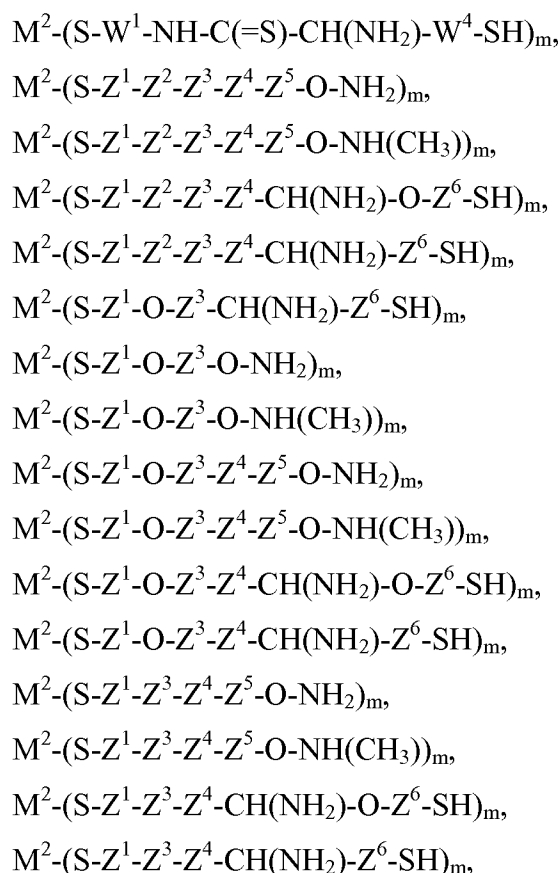 M²-(S-W¹-NH-C(=S)-CH(NH₂)-W⁴-SH)ₘ,
M²-(S-Z¹-Z²-Z³-Z⁴-Z⁵-O-NH₂)ₘ,
M²-(S-Z¹-Z²-Z³-Z⁴-Z⁵-O-NH(CH₃))ₘ,
M²-(S-Z¹-Z²-Z³-Z⁴-CH(NH₂)-O-Z⁶-SH)ₘ,
M²-(S-Z¹-Z²-Z³-Z⁴-CH(NH₂)-Z⁶-SH)ₘ,
M²-(S-Z¹-O-Z³-CH(NH₂)-Z⁶-SH)ₘ,
M²-(S-Z¹-O-Z³-O-NH₂)ₘ,
M²-(S-Z¹-O-Z³-O-NH(CH₃))ₘ,
M²-(S-Z¹-O-Z³-Z⁴-Z⁵-O-NH₂)ₘ,
M²-(S-Z¹-O-Z³-Z⁴-Z⁵-O-NH(CH₃))ₘ,
M²-(S-Z¹-O-Z³-Z⁴-CH(NH₂)-O-Z⁶-SH)ₘ,
M²-(S-Z¹-O-Z³-Z⁴-CH(NH₂)-Z⁶-SH)ₘ,
M²-(S-Z¹-Z³-Z⁴-Z⁵-O-NH₂)ₘ,
M²-(S-Z¹-Z³-Z⁴-Z⁵-O-NH(CH₃))ₘ,
M²-(S-Z¹-Z³-Z⁴-CH(NH₂)-O-Z⁶-SH)ₘ,
M²-(S-Z¹-Z³-Z⁴-CH(NH₂)-Z⁶-SH)ₘ,